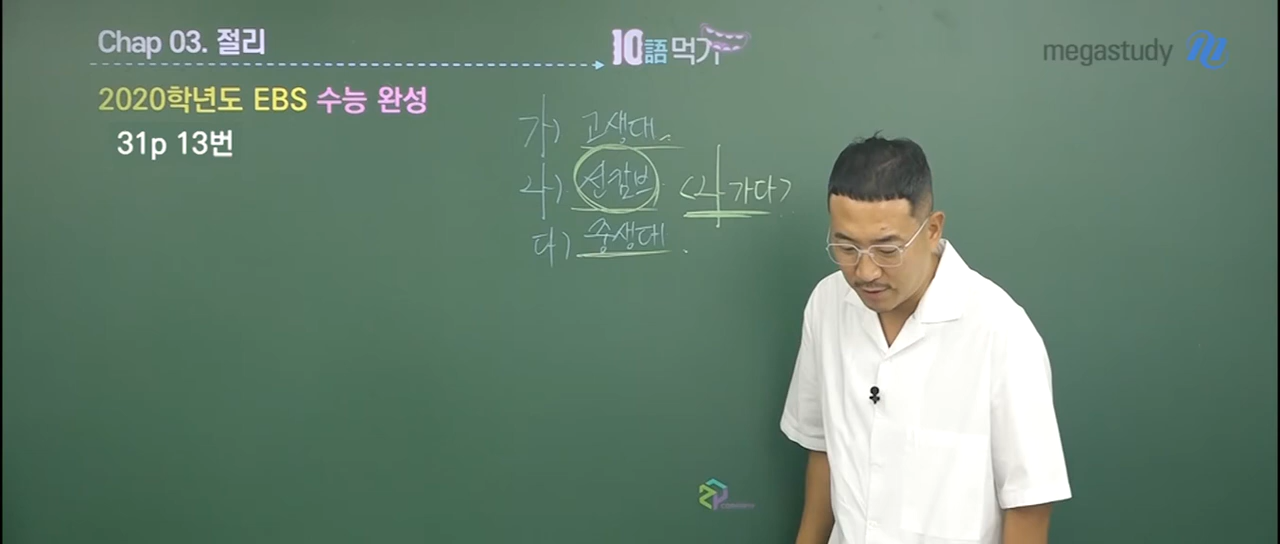 Chap 03. 절리
10語먹기
megastudy
2020학년도 EBS 수능 완성
31p 13번
가) 고생대
나) 선캄브 <나가다>
다) 중생대